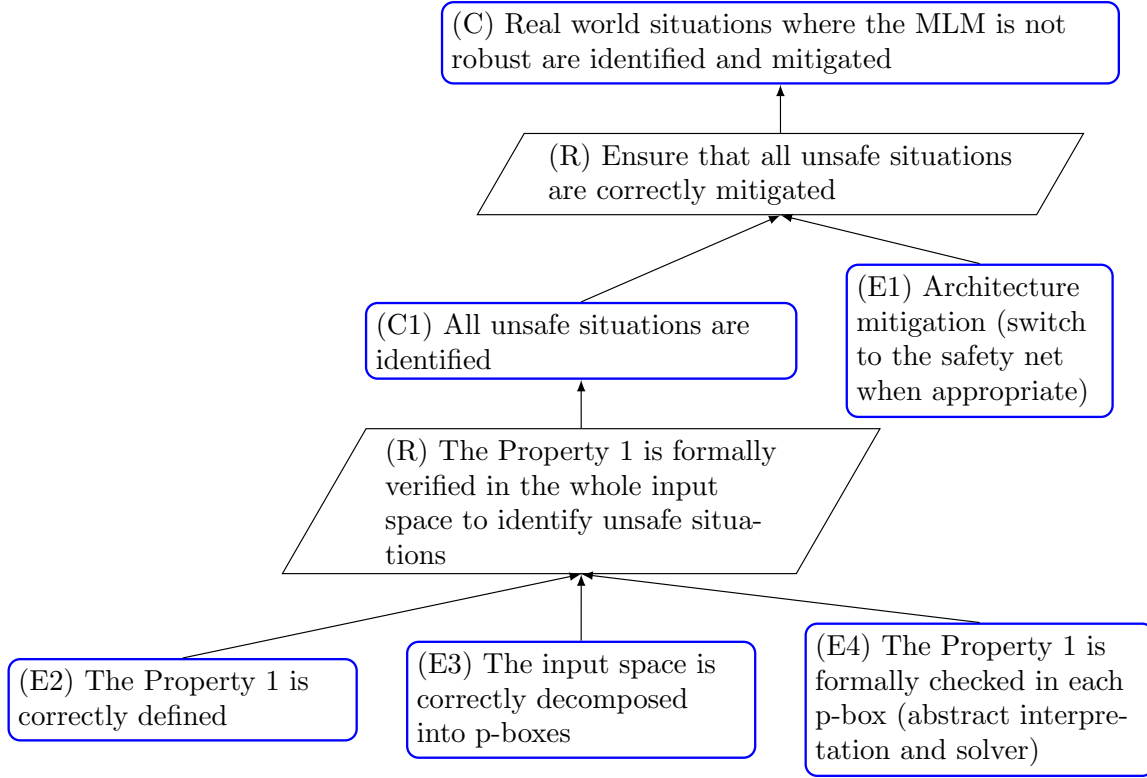 (C) Real world situations where the MLM is not
robust are identified and mitigated
(R) Ensure that all unsafe situations
are correctly mitigated
(C1) All unsafe situations are
identified
(E1) Architecture
mitigation (switch
to the safety net
when appropriate)
(R) The Property 1 is formally
verified in the whole input
space to identify unsafe situa-
tions
(E2) The Property 1 is
correctly defined
(E3) The input space is
correctly decomposed
into p-boxes
(E4) The Property 1 is
formally checked in each
p-box (abstract interpre-
tation and solver)